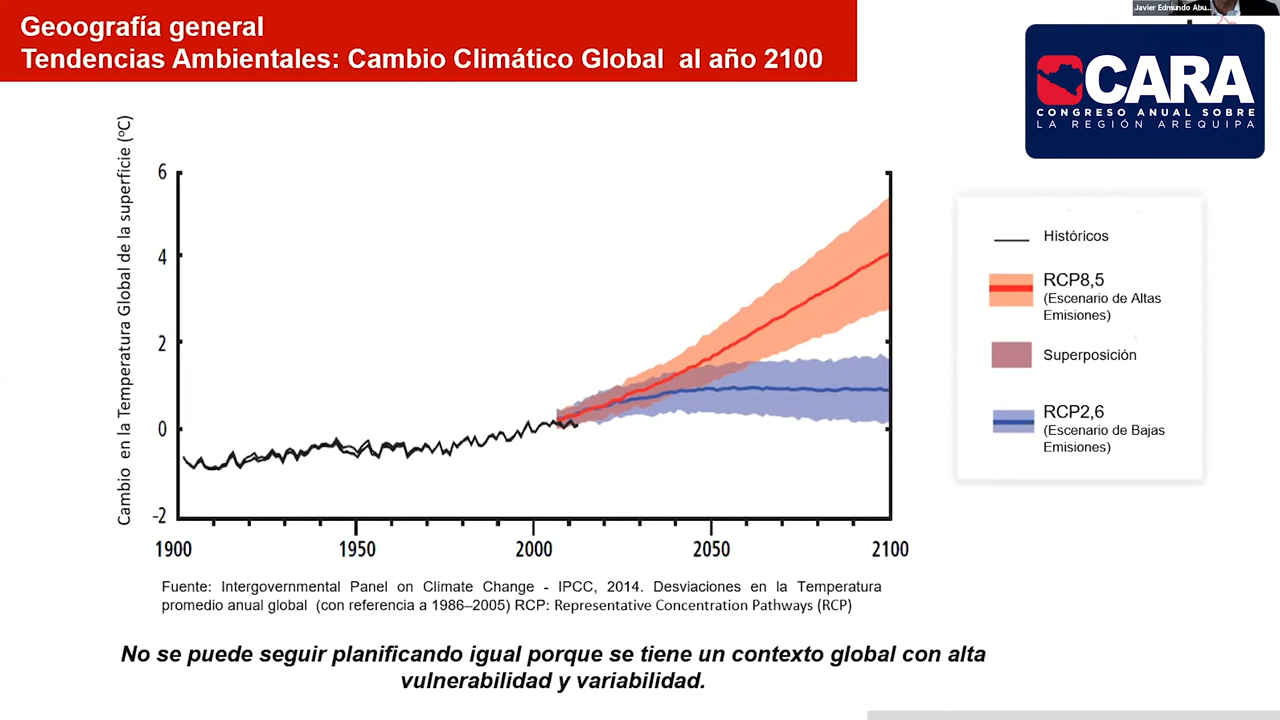 Javier Edmundo Abu...
Geoografía general
Tendencias Ambientales: Cambio Climático Global al año 2100
CARA
CONGRESO ANUAL SOBRE
LA REGIÓN AREQUIPA
Cambio en la Temperatura Global de la superficie (ºC)
6
4
2
0
-2
1900
1950
2000
2050
2100
Históricos
RCP8,5
(Escenario de Altas
Emisiones)
Superposición
RCP2,6
(Escenario de Bajas
Emisiones)
Fuente: Intergovernmental Panel on Climate Change - IPCC, 2014. Desviaciones en la Temperatura
promedio anual global (con referencia a 1986–2005) RCP: Representative Concentration Pathways (RCP)
No se puede seguir planificando igual porque se tiene un contexto global con alta
vulnerabilidad y variabilidad.